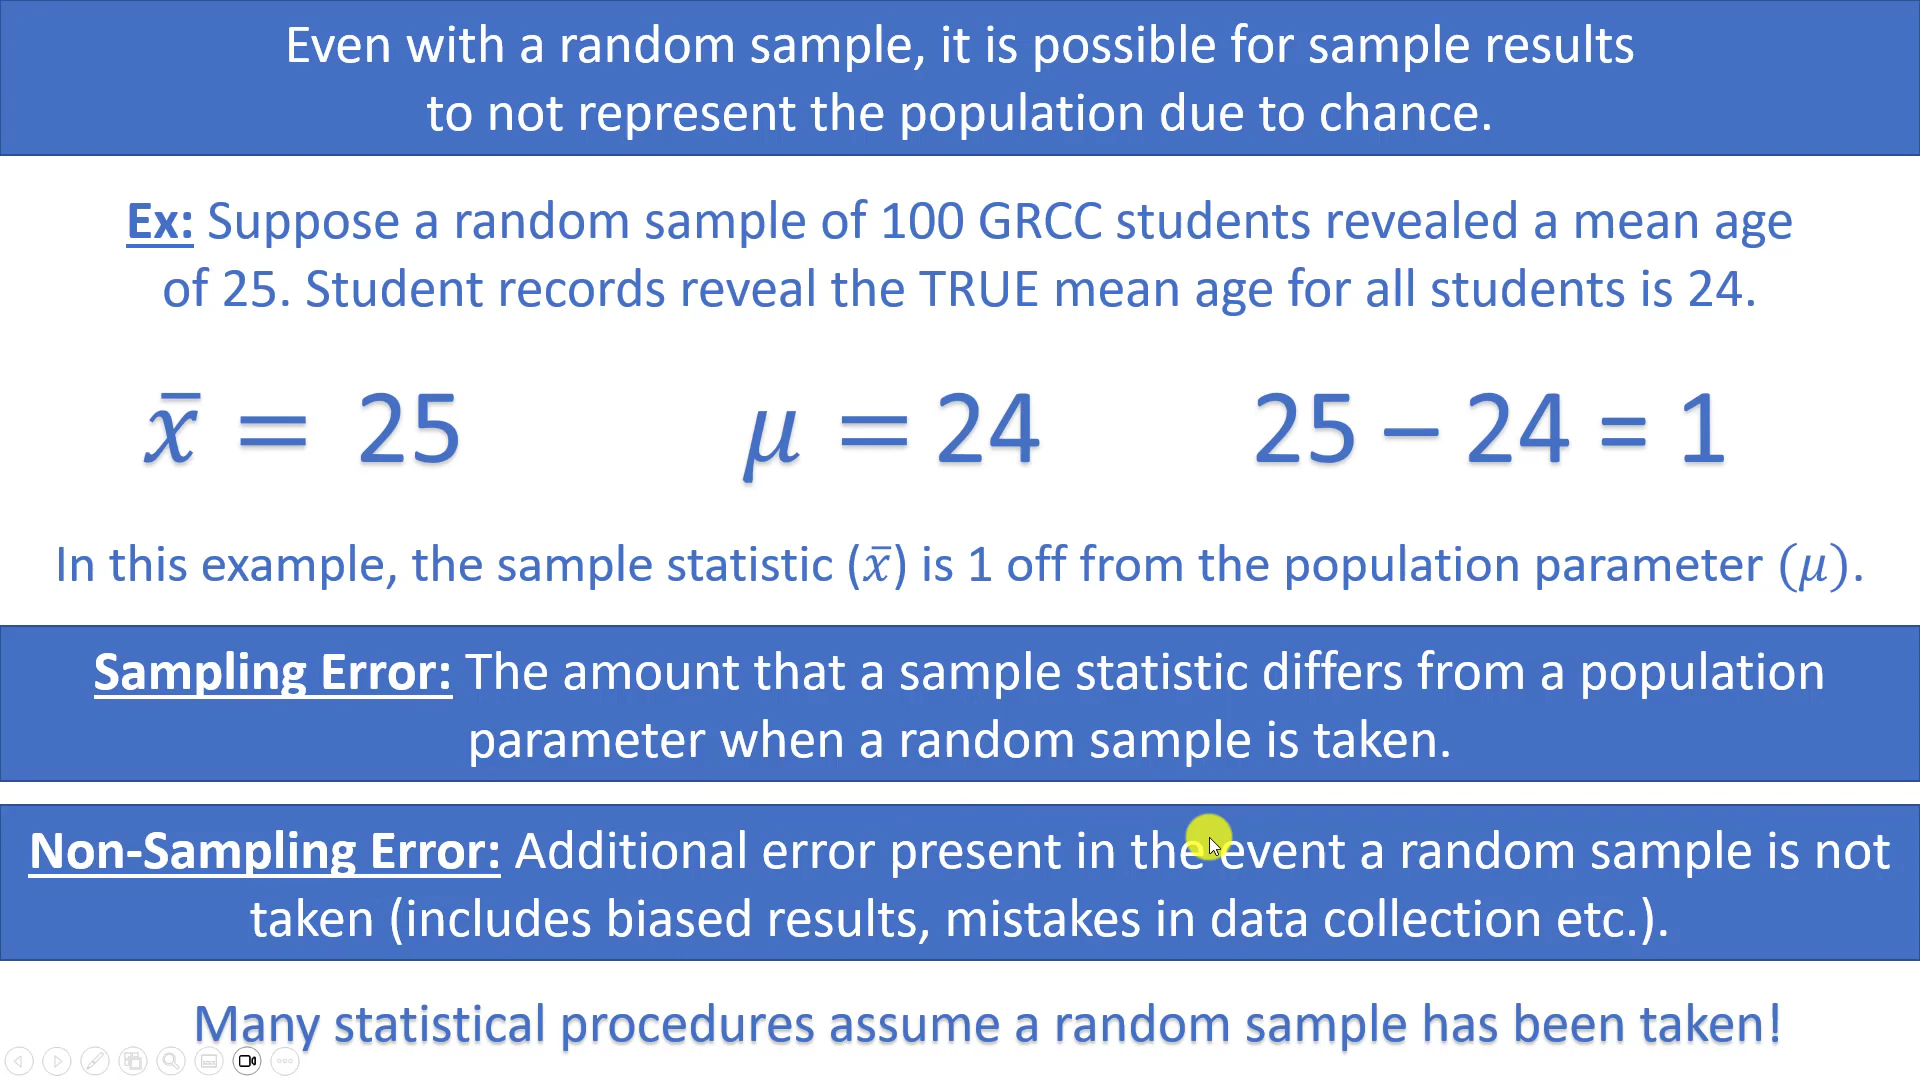 Even with a random sample, it is possible for sample results
to not represent the population due to chance.
Ex: Suppose a random sample of 100 GRCC students revealed a mean age
of 25. Student records reveal the TRUE mean age for all students is 24.
x̄ = 25 μ = 24 25 – 24 = 1
In this example, the sample statistic (x̄) is 1 off from the population parameter (μ).
Sampling Error: The amount that a sample statistic differs from a population
parameter when a random sample is taken.
Non-Sampling Error: Additional error present in the event a random sample is not
taken (includes biased results, mistakes in data collection etc.).
Many statistical procedures assume a random sample has been taken!